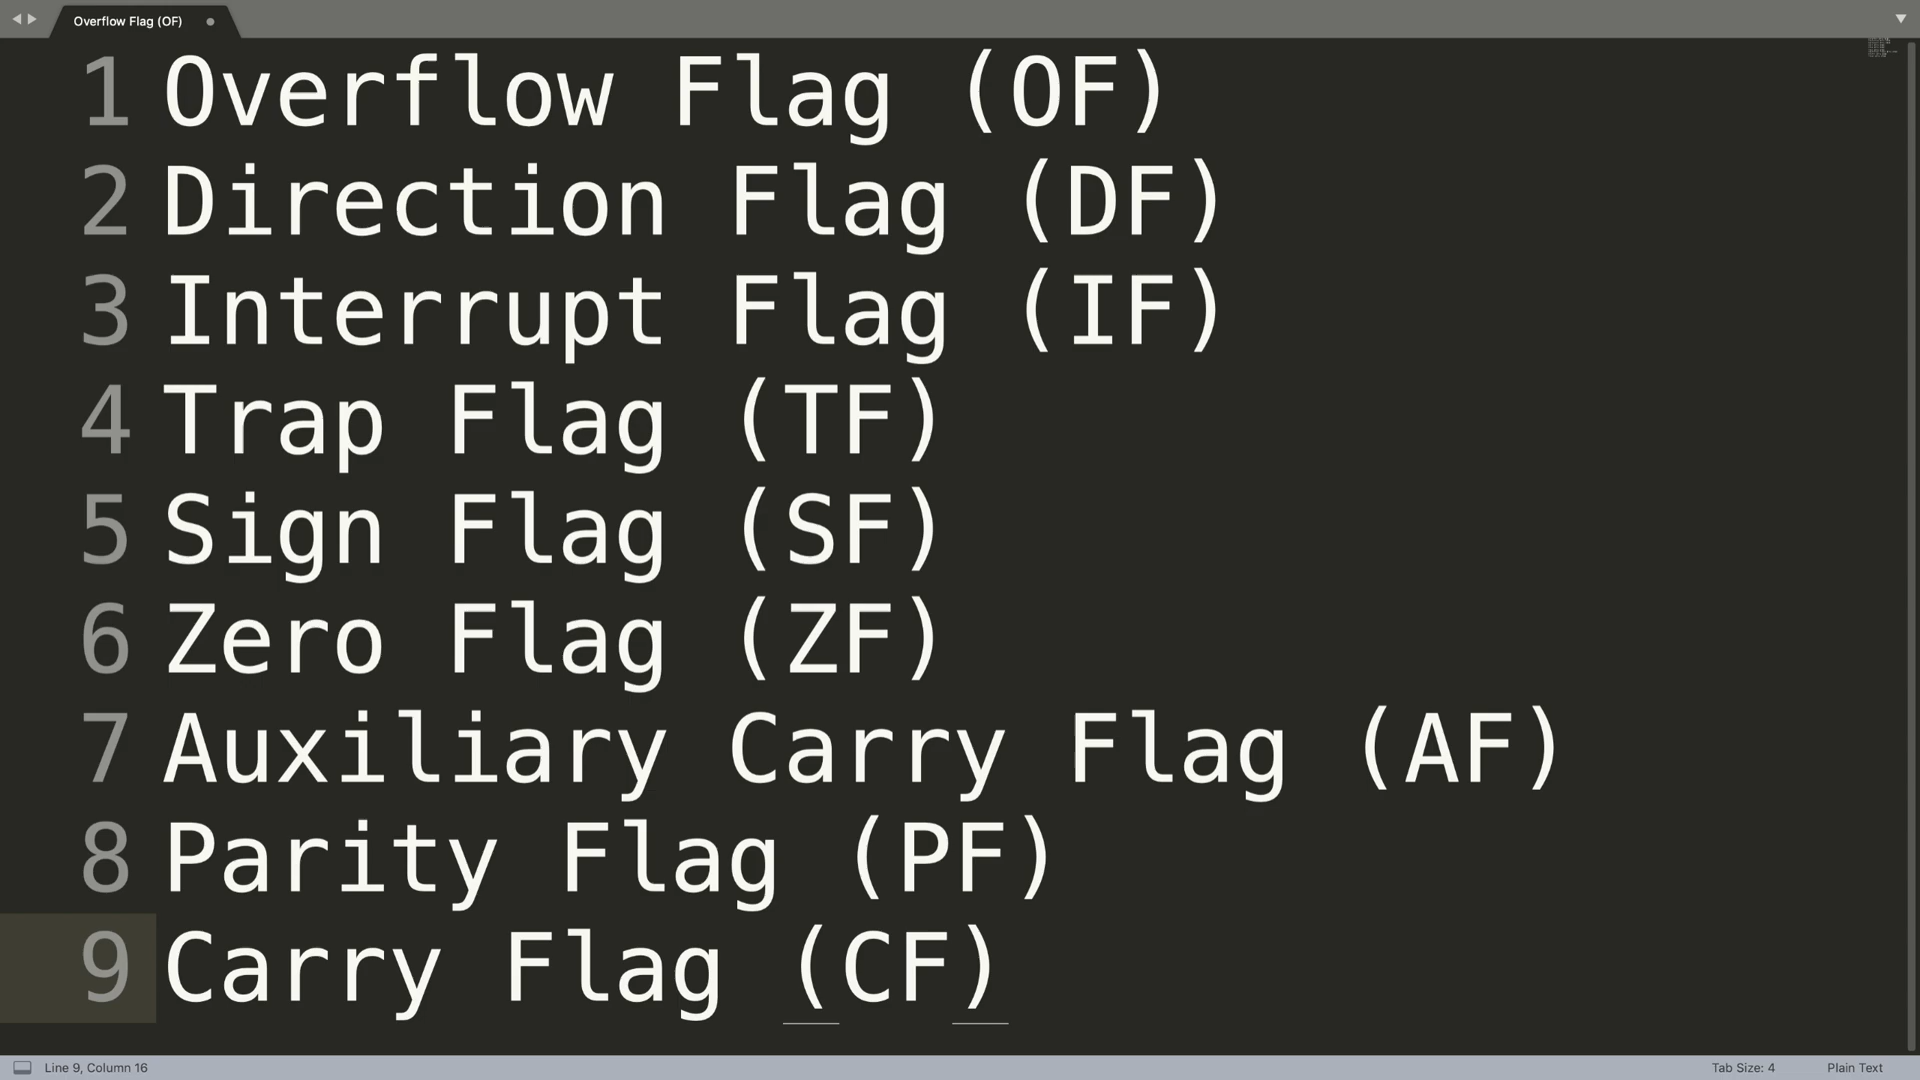 Overflow Flag (OF)
1 Overflow Flag (OF)
2 Direction Flag (DF)
3 Interrupt Flag (IF)
4 Trap Flag (TF)
5 Sign Flag (SF)
6 Zero Flag (ZF)
7 Auxiliary Carry Flag (AF)
8 Parity Flag (PF)
9 Carry Flag (CF)
Line 9, Column 16 Tab Size: 4 Plain Text